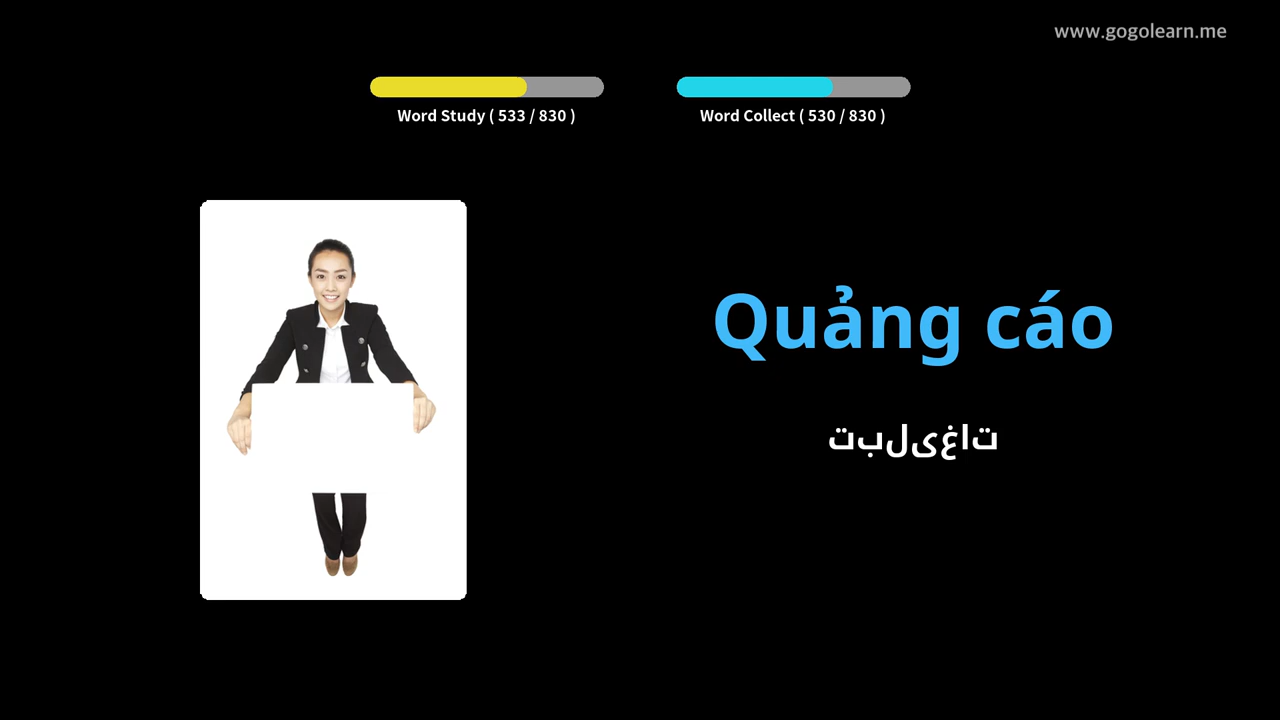 www.gogolearn.me
Word Study ( 533 / 830 )
Word Collect ( 530 / 830 )
Quảng cáo
تبلیغات